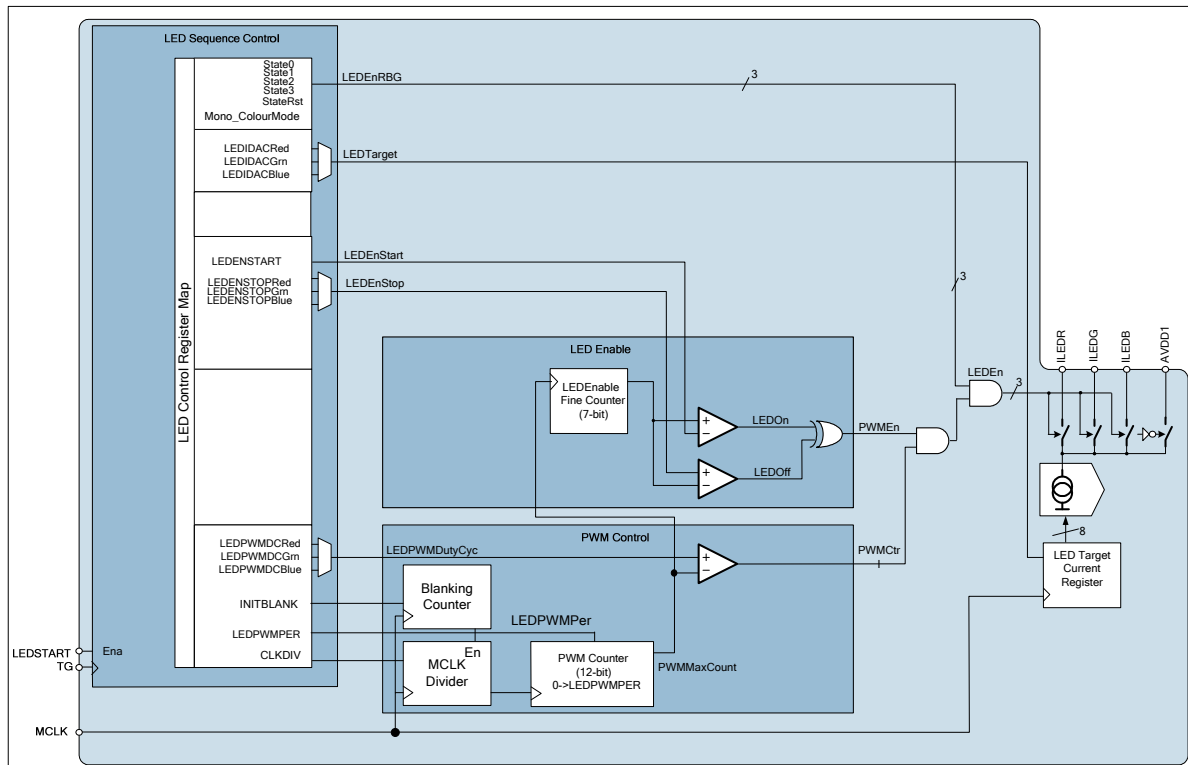 LED Sequence Control
LED Control Register Map
State0
State1
State2
State3
StateRst
Mono_ColourMode
LEDEnRBG
3
LEDIDACRed
LEDIDACGrn
LEDIDACBlue
LEDTarget
LEDENSTART
LEDEnStart
LEDENSTOPRed
LEDENSTOPGrn
LEDENSTOPBlue
LEDEnStop
3
LED Enable
LEDEnable
Fine Counter
(7-bit)
+
−
LEDOn
+
−
LEDOff
PWMEn
LEDEn
3
ILEDR
ILEDG
ILEDB
AVDD1
8
LED Target
Current
Register
PWM Control
LEDPWMDCRed
LEDPWMDCGrn
LEDPWMDCBlue
LEDPWMDutyCyc
+
−
PWMCtr
INITBLANK
Blanking
Counter
LEDPWMPER
LEDPWMPer
CLKDIV
En
MCLK
Divider
PWM Counter
(12-bit)
0->LEDPWMPER
PWMMaxCount
LEDSTART
Ena
TG
MCLK